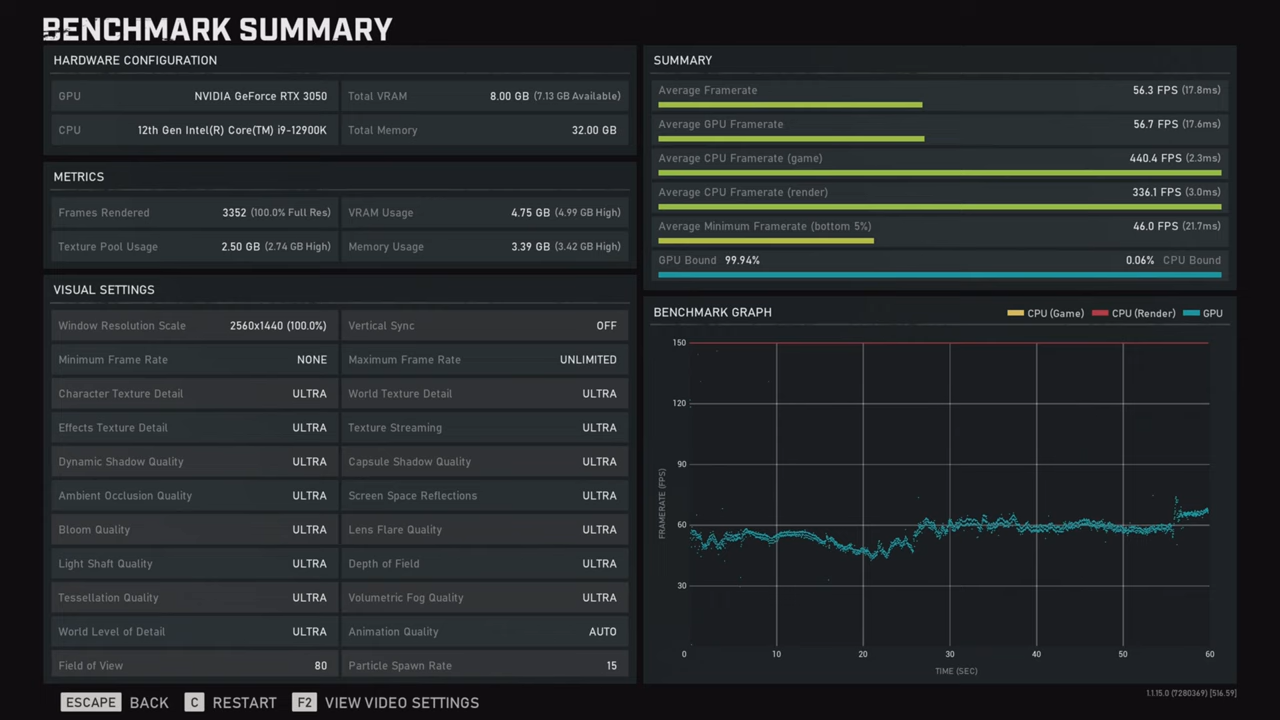 BENCHMARK SUMMARY
HARDWARE CONFIGURATION
GPU NVIDIA GeForce RTX 3050 Total VRAM 8.00 GB (7.13 GB Available)
CPU 12th Gen Intel(R) Core(TM) i9-12900K Total Memory 32.00 GB
METRICS
Frames Rendered 3352 (100.0% Full Res) VRAM Usage 4.75 GB (4.99 GB High)
Texture Pool Usage 2.50 GB (2.74 GB High) Memory Usage 3.39 GB (3.42 GB High)
VISUAL SETTINGS
Window Resolution Scale 2560x1440 (100.0%) Vertical Sync OFF
Minimum Frame Rate NONE Maximum Frame Rate UNLIMITED
Character Texture Detail ULTRA World Texture Detail ULTRA
Effects Texture Detail ULTRA Texture Streaming ULTRA
Dynamic Shadow Quality ULTRA Capsule Shadow Quality ULTRA
Ambient Occlusion Quality ULTRA Screen Space Reflections ULTRA
Bloom Quality ULTRA Lens Flare Quality ULTRA
Light Shaft Quality ULTRA Depth of Field ULTRA
Tessellation Quality ULTRA Volumetric Fog Quality ULTRA
World Level of Detail ULTRA Animation Quality AUTO
Field of View 80 Particle Spawn Rate 15
SUMMARY
Average Framerate 56.3 FPS (17.8ms)
Average GPU Framerate 56.7 FPS (17.6ms)
Average CPU Framerate (game) 440.4 FPS (2.3ms)
Average CPU Framerate (render) 336.1 FPS (3.0ms)
Average Minimum Framerate (bottom 5%) 46.0 FPS (21.7ms)
GPU Bound 99.94% 0.06% CPU Bound
BENCHMARK GRAPH CPU (Game) CPU (Render) GPU
150
120
90
60
30
FRAMERATE (FPS)
0 10 20 30 40 50 60
TIME (SEC)
ESCAPE BACK C RESTART F2 VIEW VIDEO SETTINGS
1.1.15.0 (7280369) [516.59]